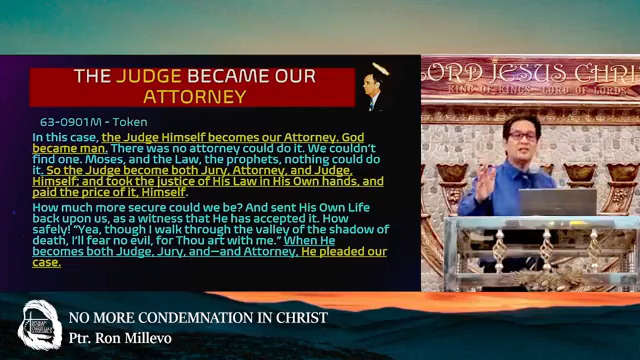 THE JUDGE BECAME OUR
ATTORNEY
63-0901M - Token
In this case, the Judge Himself becomes our Attorney. God
became man. There was no attorney could do it. We couldn't
find one. Moses, and the Law, the prophets, nothing could do
it. So the Judge become both Jury, Attorney, and Judge,
Himself; and took the justice of His Law in His Own hands, and
paid the price of it, Himself.
How much more secure could we be? And sent His Own Life
back upon us, as a witness that He has accepted it. How
safely! "Yea, though I walk through the valley of the shadow of
death, I'll fear no evil, for Thou art with me." When He
becomes both Judge, Jury, and—and Attorney, He pleaded our
case.
LORD JESUS CHRI
KING OF KINGS LORD OF LORDS
NO MORE CONDEMNATION IN CHRIST
Ptr. Ron Millevo